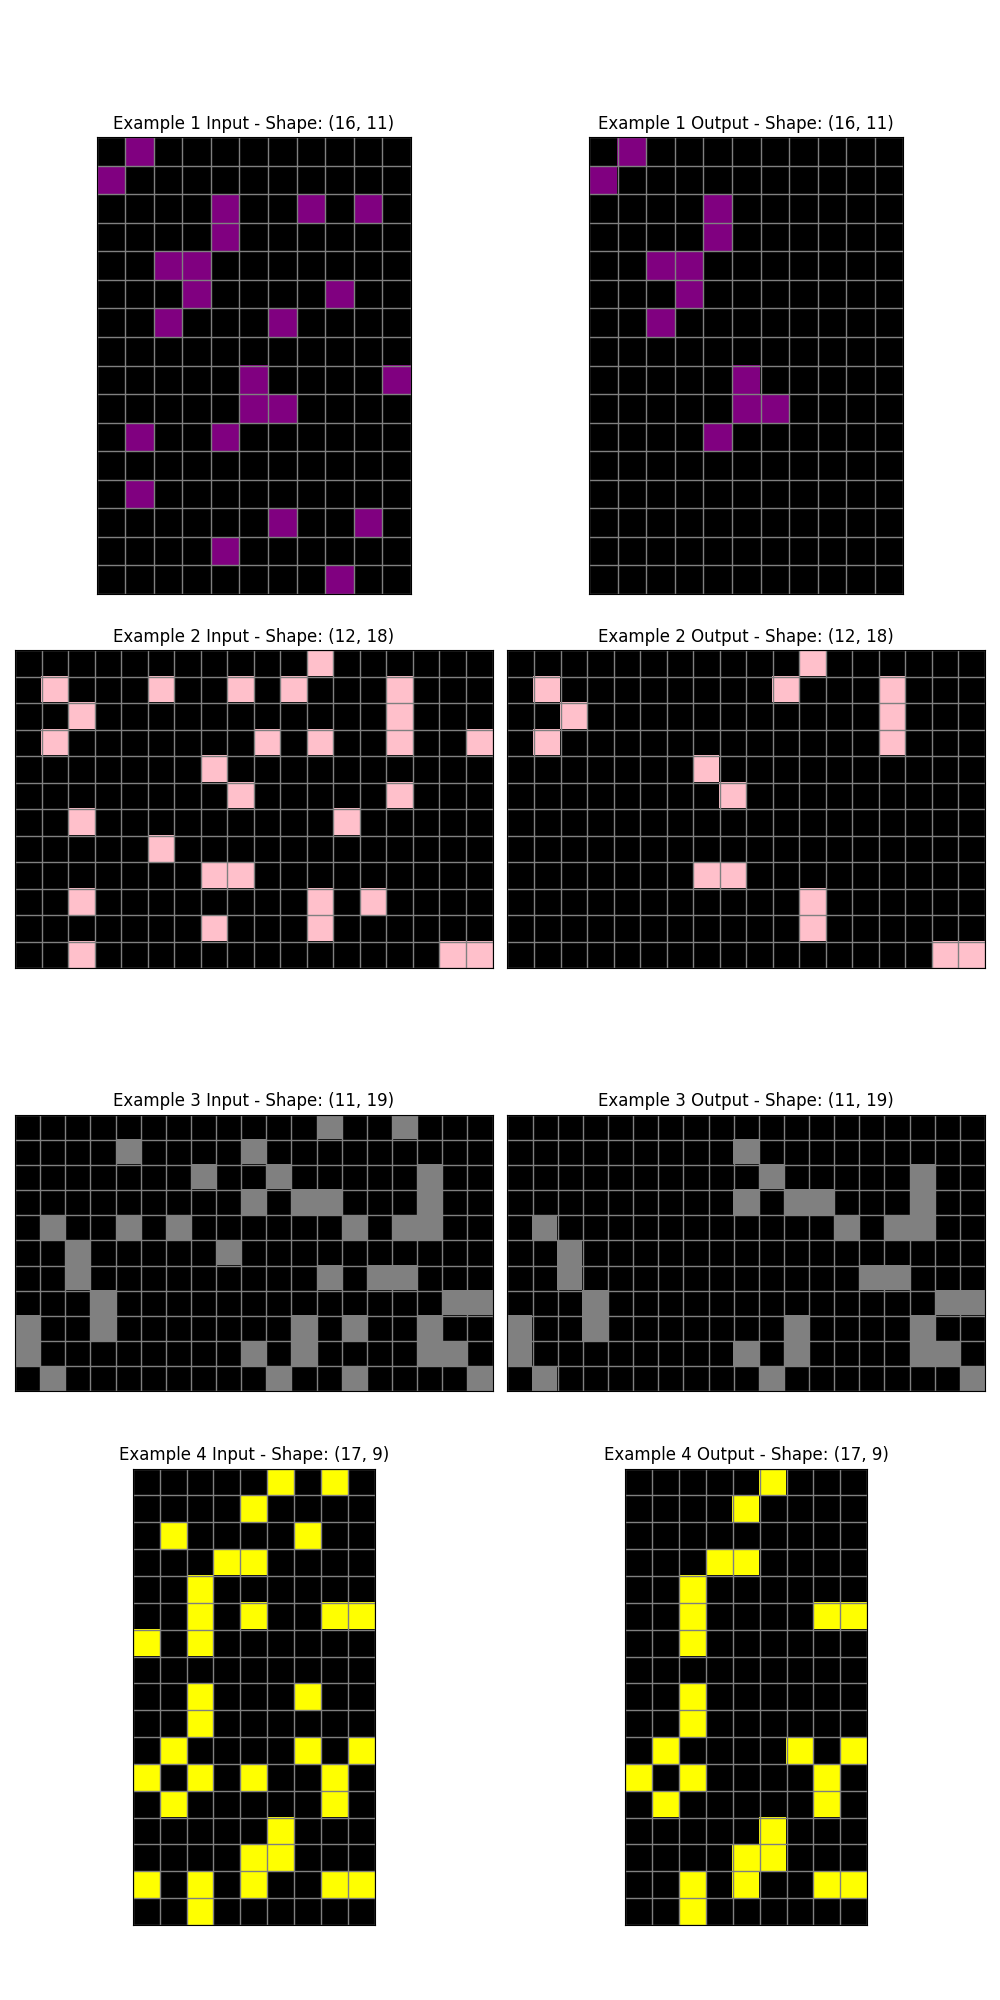 Example 1 Input - Shape: (16, 11)
Example 1 Output - Shape: (16, 11)
Example 2 Input - Shape: (12, 18)
Example 2 Output - Shape: (12, 18)
Example 3 Input - Shape: (11, 19)
Example 3 Output - Shape: (11, 19)
Example 4 Input - Shape: (17, 9)
Example 4 Output - Shape: (17, 9)